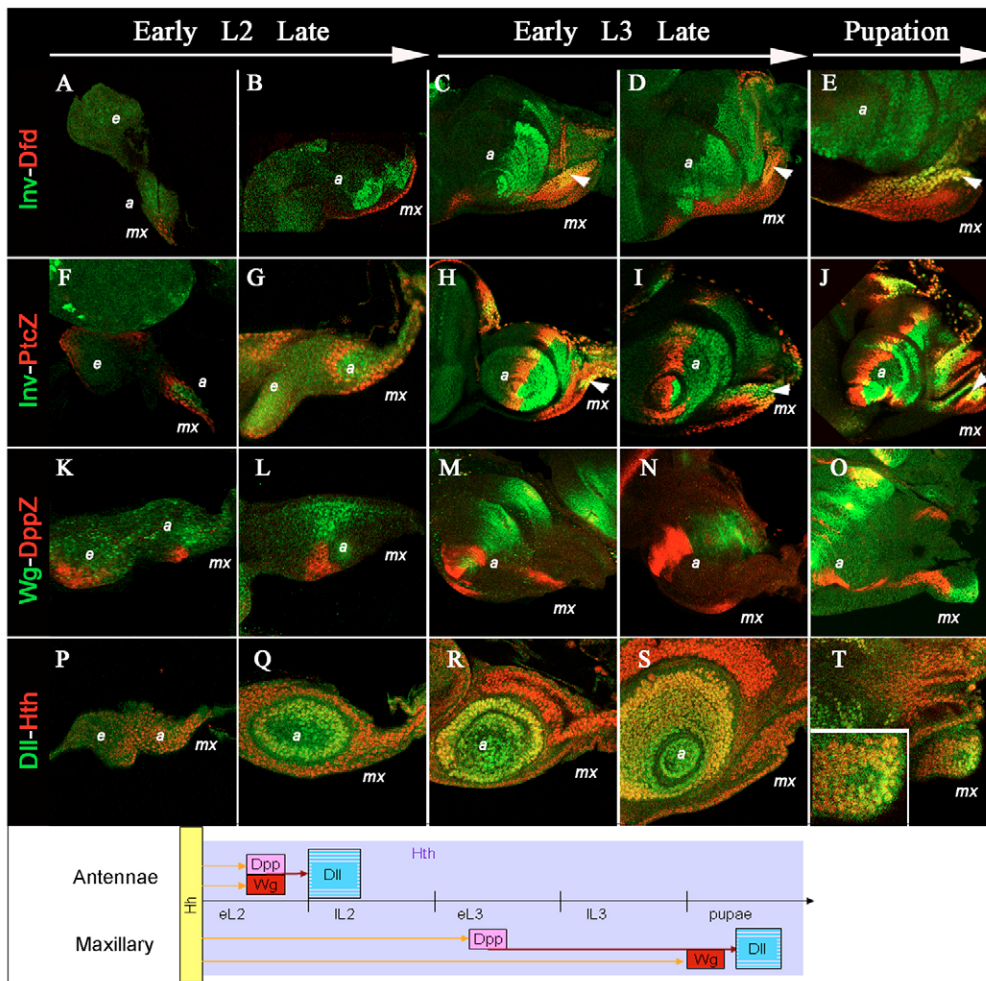 Early L2 Late Early L3 Late Pupation
Inv-Dfd
A B C D E
e a a a a
a
mx mx mx mx mx
Inv-PtcZ
F G H I J
e a a a a a
e
mx mx mx mx mx
Wg-DppZ
K L M N O
e a a a a a
mx mx mx mx mx
Dll-Hth
P Q R S T
e a a a a
mx mx mx mx mx
Hth
Antennae Dpp Dll
Wg
Hh
eL2 lL2 eL3 lL3 pupae
Maxillary Dpp Dll
Wg